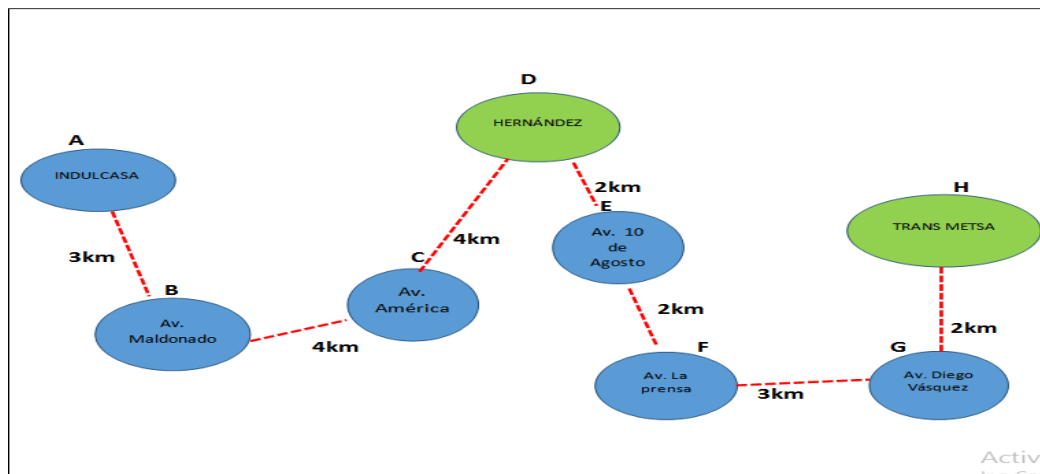 A
INDULCASA
3km
B
Av.
Maldonado
4km
C
Av.
América
4km
D
HERNÁNDEZ
2km
E
Av. 10
de
Agosto
2km
F
Av. La
prensa
3km
G
Av. Diego
Vásquez
2km
H
TRANS METSA
Activ